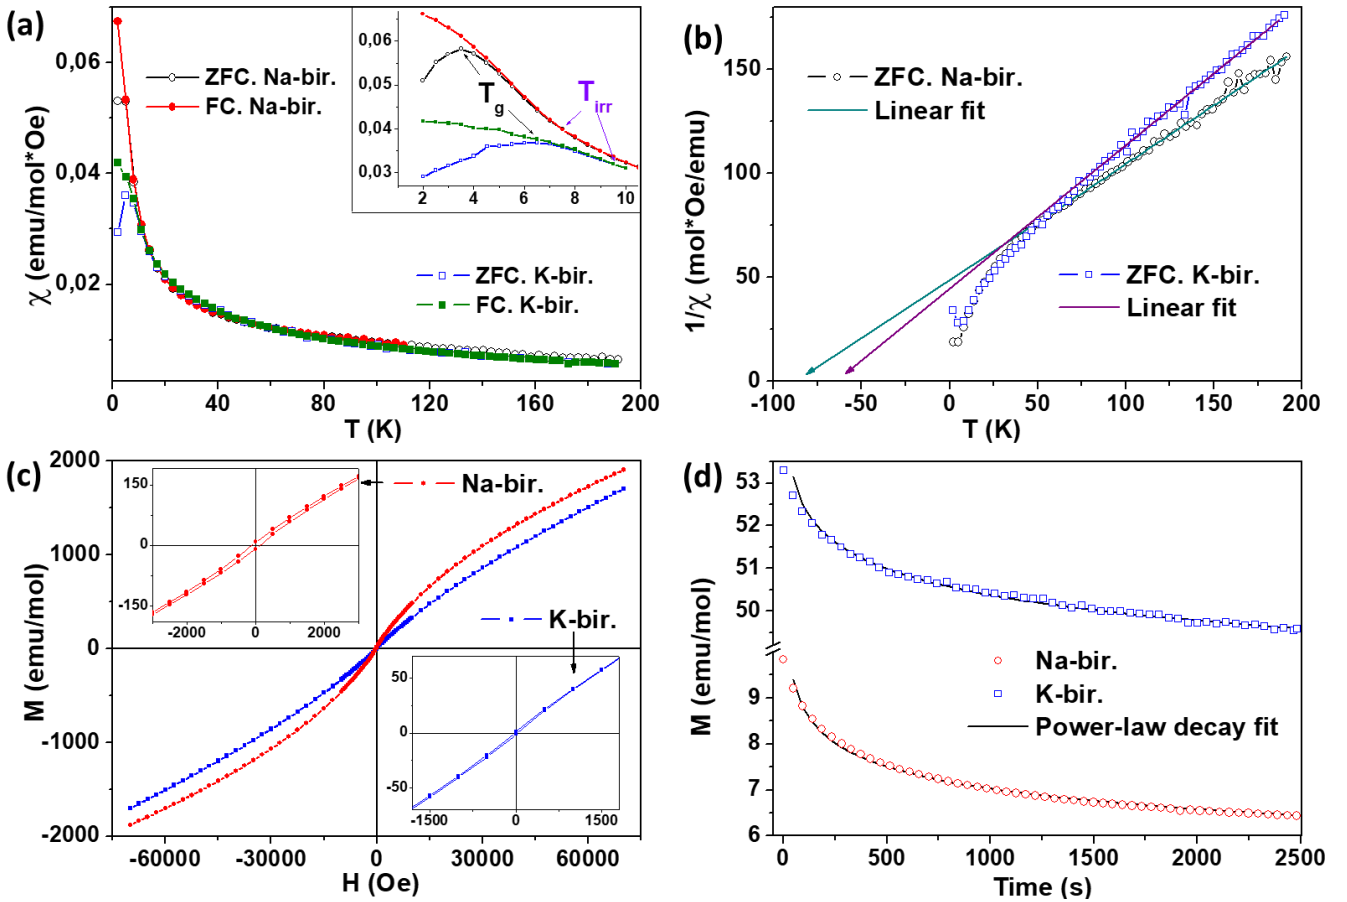 (a)
χ (emu/mol*Oe)
0,06
0,04
0,02
ZFC. Na-bir.
FC. Na-bir.
0,06
0,05
0,04
0,03
T_g
T_irr
2 4 6 8 10
ZFC. K-bir.
FC. K-bir.
0 40 80 120 160 200
T (K)
(b)
1/χ (mol*Oe/emu)
150
100
50
0
ZFC. Na-bir.
Linear fit
ZFC. K-bir.
Linear fit
-100 -50 0 50 100 150 200
T (K)
(c)
M (emu/mol)
2000
1000
0
-1000
-2000
150
0
-150
-2000 0 2000
Na-bir.
K-bir.
50
0
-50
-1500 0 1500
-60000 -30000 0 30000 60000
H (Oe)
(d)
M (emu/mol)
53
52
51
50
9
8
7
6
Na-bir.
K-bir.
Power-law decay fit
0 500 1000 1500 2000 2500
Time (s)